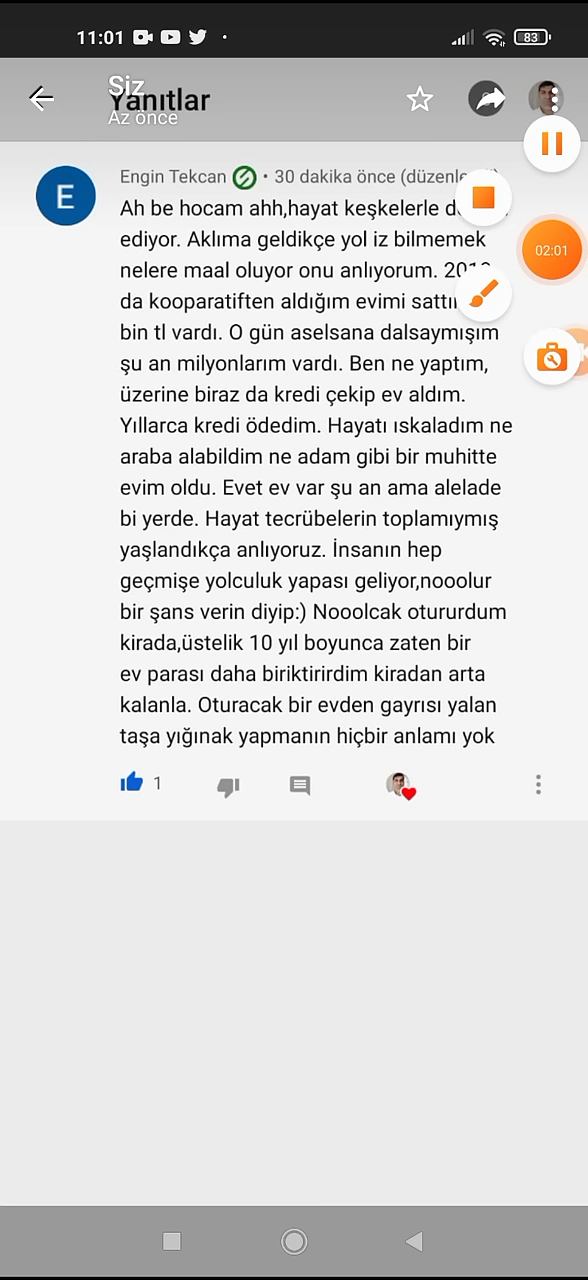 11:01
83
Siz
Yanıtlar
Az önce
E
Engin Tekcan • 30 dakika önce
Ah be hocam ahh,hayat keşkelerle
ediyor. Aklıma geldikçe yol iz bilmemek
nelere maal oluyor onu anlıyorum.
da kooperatiften aldığım evimi
bin tl vardı. O gün aselsana dalsaymışım
şu an milyonlarım vardı. Ben ne yaptım,
üzerine biraz da kredi çekip ev aldım.
Yıllarca kredi ödedim. Hayatı ıskaladım ne
araba alabildim ne adam gibi bir muhitte
evim oldu. Evet ev var şu an ama alelade
bi yerde. Hayat tecrübelerin toplamıymış
yaşlandıkça anlıyoruz. İnsanın hep
geçmişe yolculuk yapası geliyor,nooolur
bir şans verin diyip:) Nooolcak otururdum
kirada,üstelik 10 yıl boyunca zaten bir
ev parası daha biriktirirdim kiradan arta
kalanla. Oturacak bir evden gayrısı yalan
taşa yığınak yapmanın hiçbir anlamı yok
1
02:01